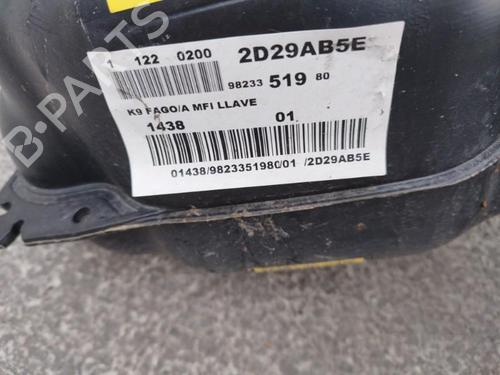 1 122 0200 2D29AB5E
98233 519 80
K9 FAGO/A MFI LLAVE
1438 01
01438/9823351980/01 /2D29AB5E
B-PARTS